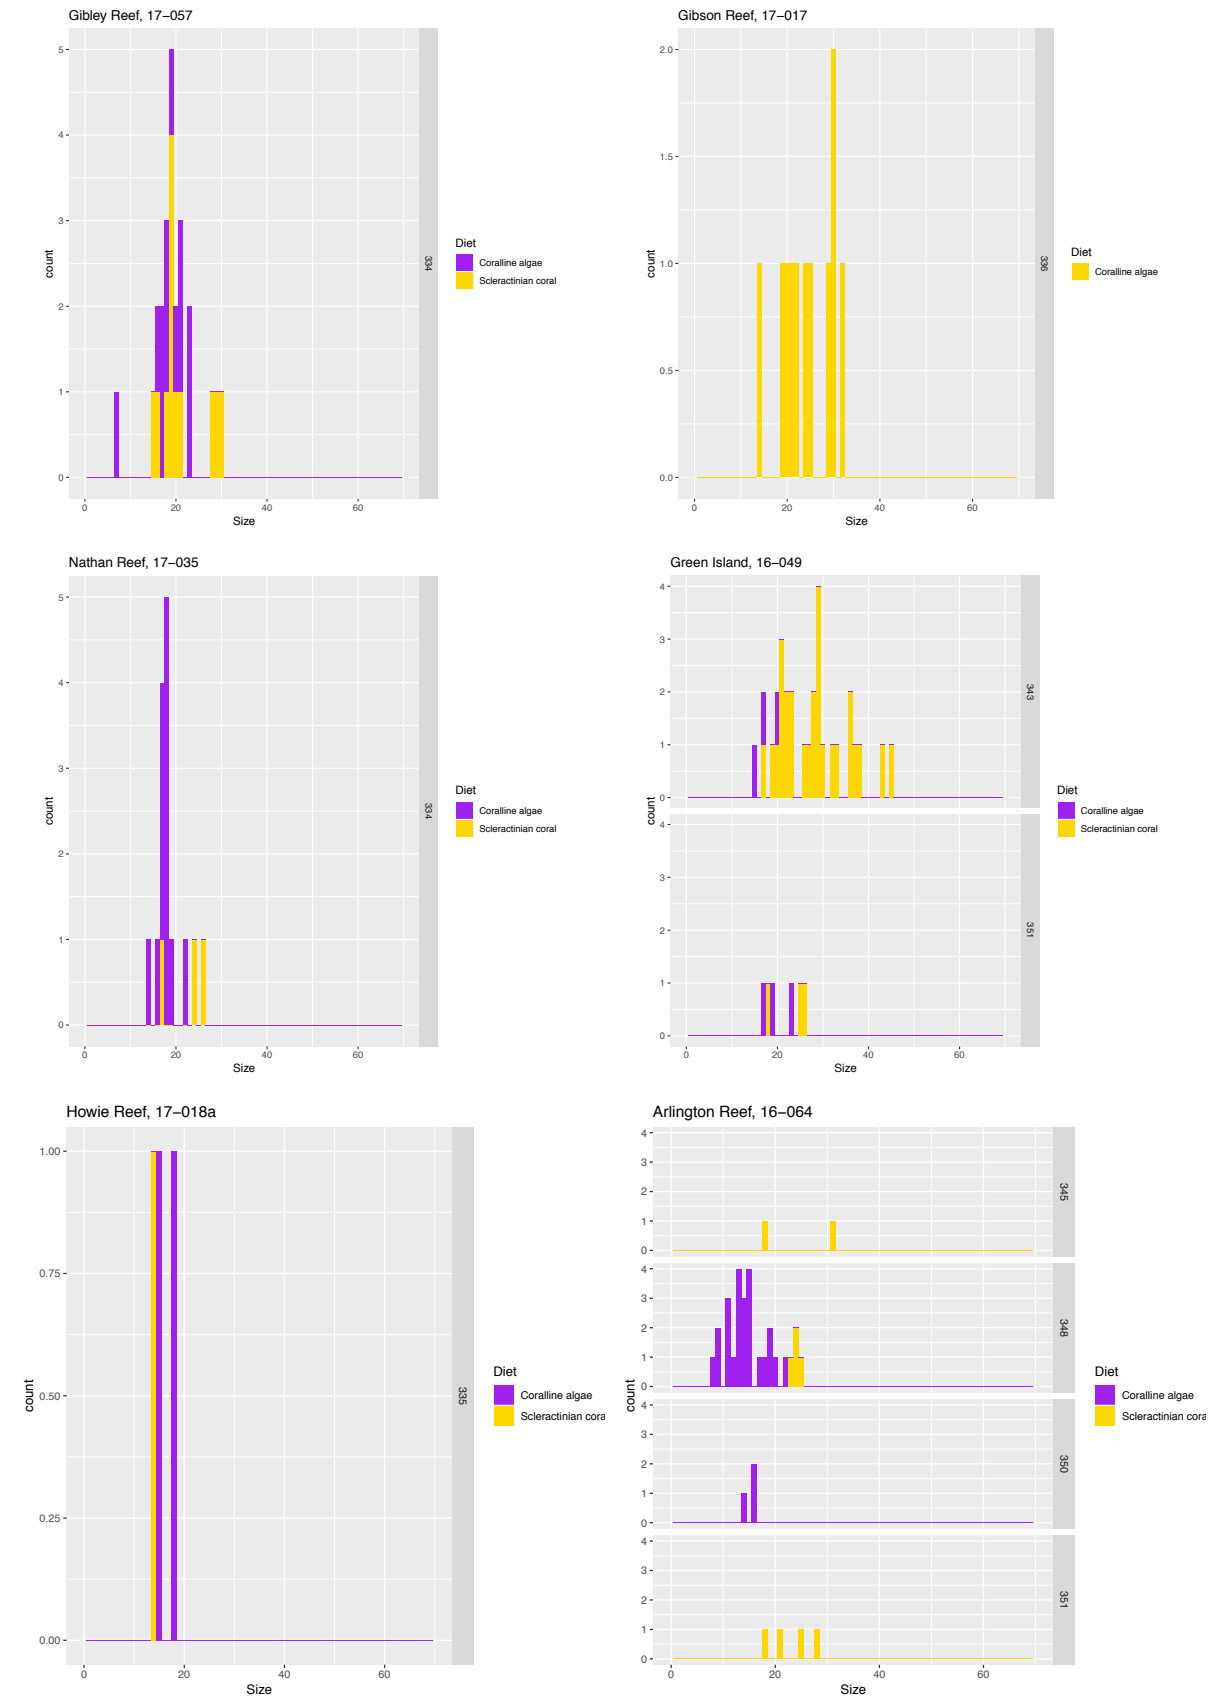 Gibley Reef, 17−057
5
4
3
2
1
0
count
334
0
20
40
60
Size
Diet
Coralline algae
Scleractinian coral
Gibson Reef, 17−017
2.0
1.5
1.0
0.5
0.0
count
336
0
20
40
60
Size
Diet
Coralline algae
Nathan Reef, 17−035
5
4
3
2
1
0
count
334
0
20
40
60
Size
Diet
Coralline algae
Scleractinian coral
Green Island, 16−049
4
3
2
1
0
343
4
3
2
1
0
351
count
0
20
40
60
Size
Diet
Coralline algae
Scleractinian coral
Howie Reef, 17−018a
1.00
0.75
0.50
0.25
0.00
count
335
0
20
40
60
Size
Diet
Coralline algae
Scleractinian cora
Arlington Reef, 16−064
4
3
2
1
0
345
4
3
2
1
0
348
4
3
2
1
0
350
4
3
2
1
0
351
count
0
20
40
60
Size
Diet
Coralline algae
Scleractinian cora